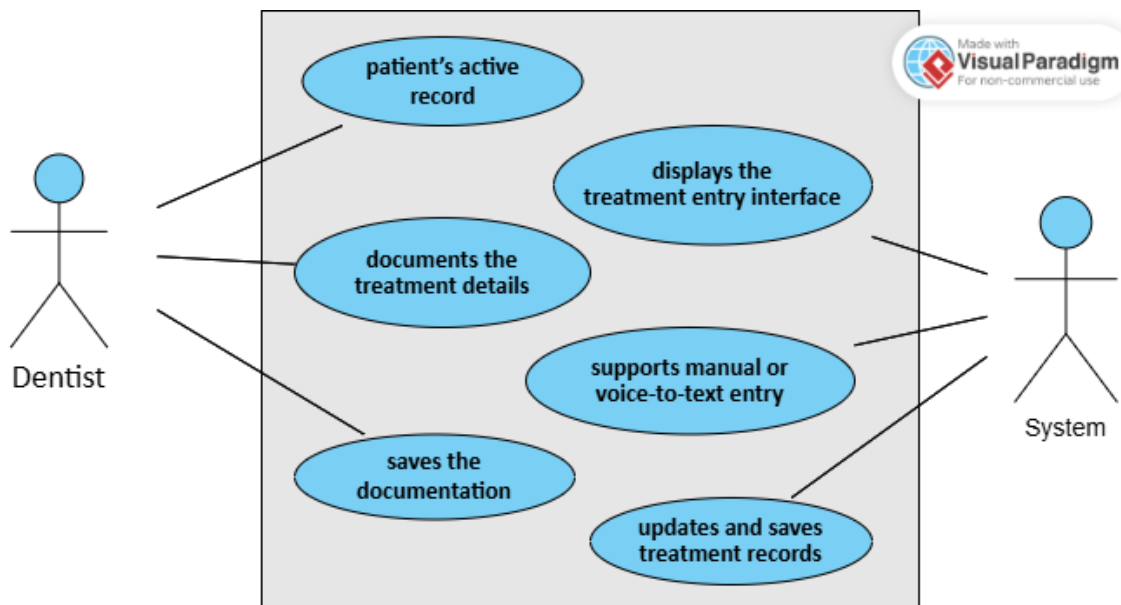 Made with
Visual Paradigm
For non-commercial use
patient's active
record
displays the
treatment entry interface
documents the
treatment details
Dentist
supports manual or
voice-to-text entry
System
saves the
documentation
updates and saves
treatment records